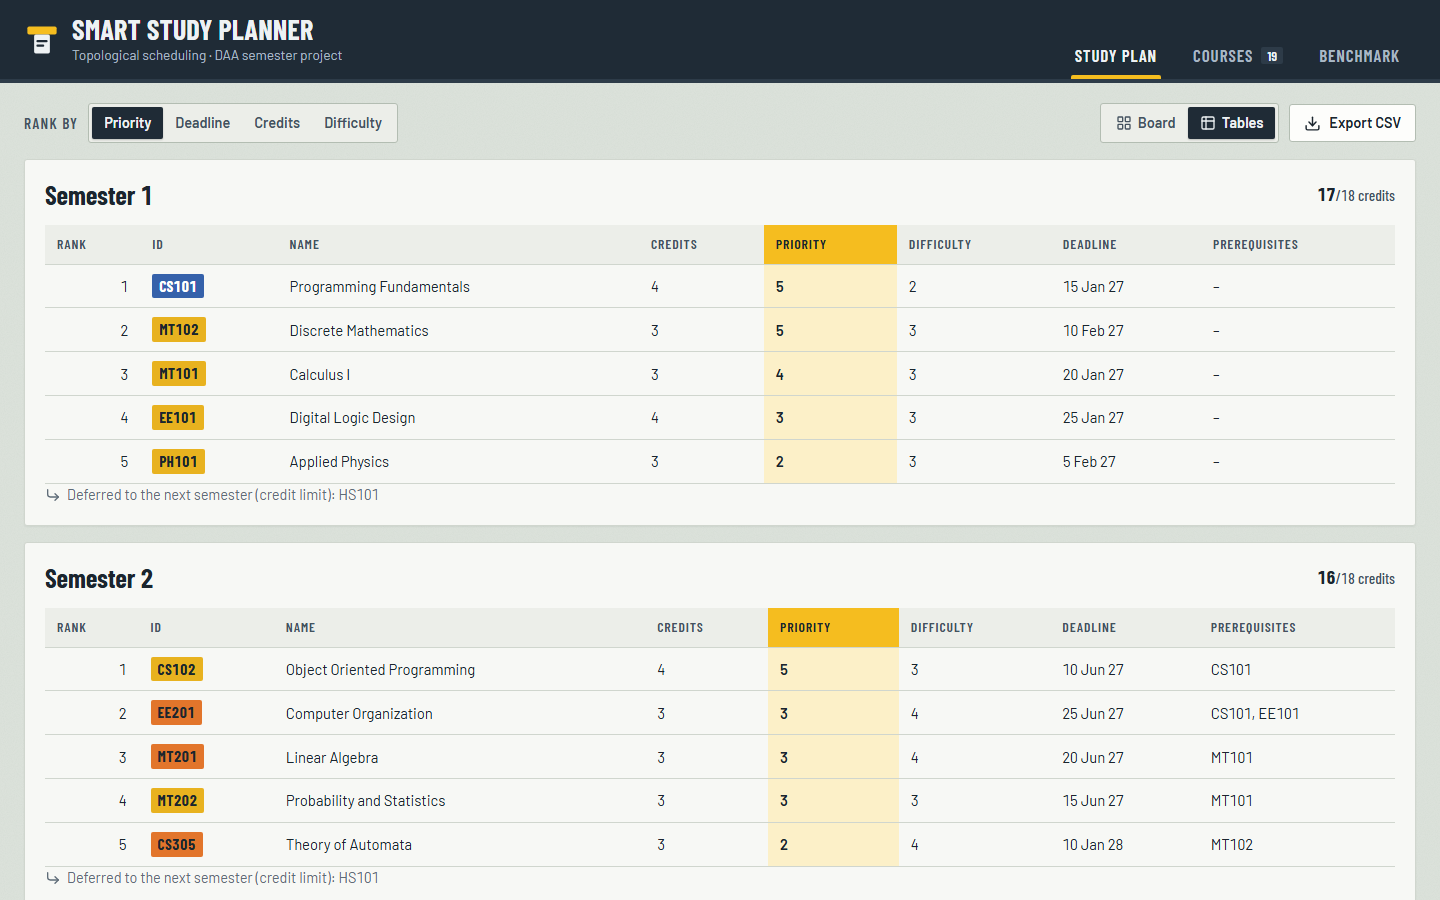 SMART STUDY PLANNER
Topological scheduling · DAA semester project
STUDY PLAN COURSES 19 BENCHMARK
RANK BY Priority Deadline Credits Difficulty Board Tables Export CSV
Semester 1 17/18 credits
RANK ID NAME CREDITS PRIORITY DIFFICULTY DEADLINE PREREQUISITES
1 CS101 Programming Fundamentals 4 5 2 15 Jan 27 –
2 MT102 Discrete Mathematics 3 5 3 10 Feb 27 –
3 MT101 Calculus I 3 4 3 20 Jan 27 –
4 EE101 Digital Logic Design 4 3 3 25 Jan 27 –
5 PH101 Applied Physics 3 2 3 5 Feb 27 –
Deferred to the next semester (credit limit): HS101
Semester 2 16/18 credits
RANK ID NAME CREDITS PRIORITY DIFFICULTY DEADLINE PREREQUISITES
1 CS102 Object Oriented Programming 4 5 3 10 Jun 27 CS101
2 EE201 Computer Organization 3 3 4 25 Jun 27 CS101, EE101
3 MT201 Linear Algebra 3 3 4 20 Jun 27 MT101
4 MT202 Probability and Statistics 3 3 3 15 Jun 27 MT101
5 CS305 Theory of Automata 3 2 4 10 Jan 28 MT102
Deferred to the next semester (credit limit): HS101